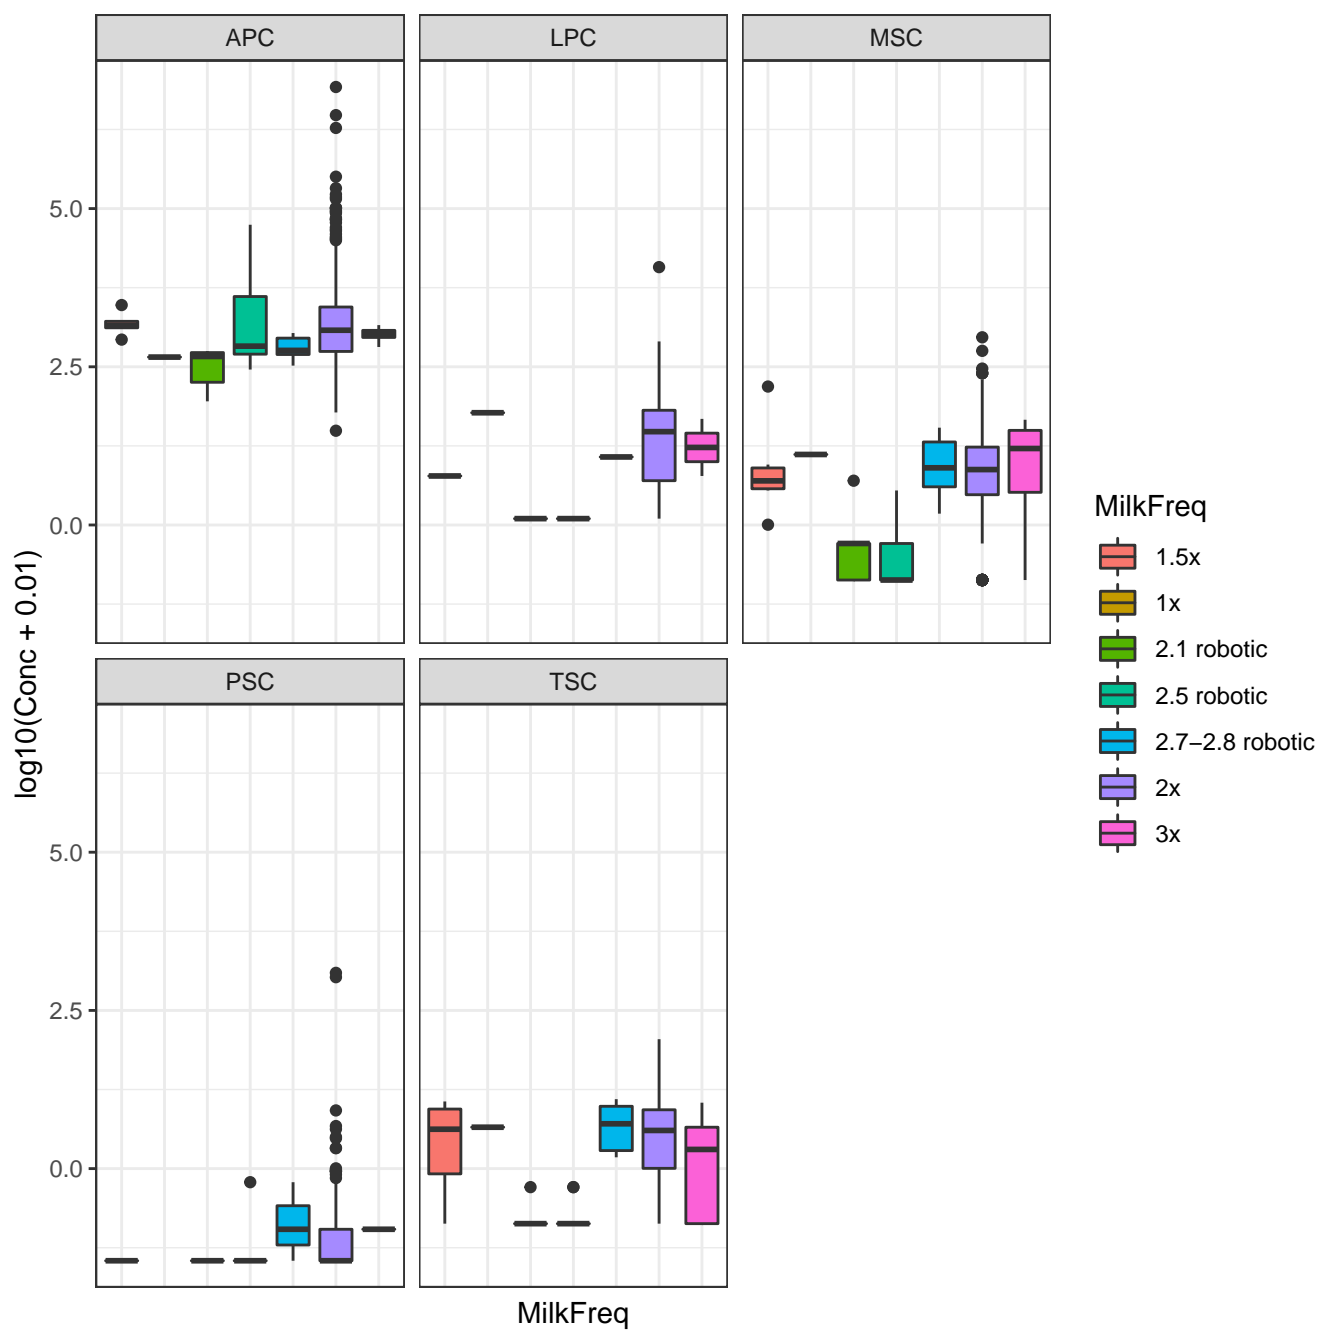 APC
LPC
MSC
5.0
2.5
0.0
PSC
TSC
5.0
2.5
0.0
log10(Conc + 0.01)
MilkFreq
MilkFreq
1.5x
1x
2.1 robotic
2.5 robotic
2.7−2.8 robotic
2x
3x